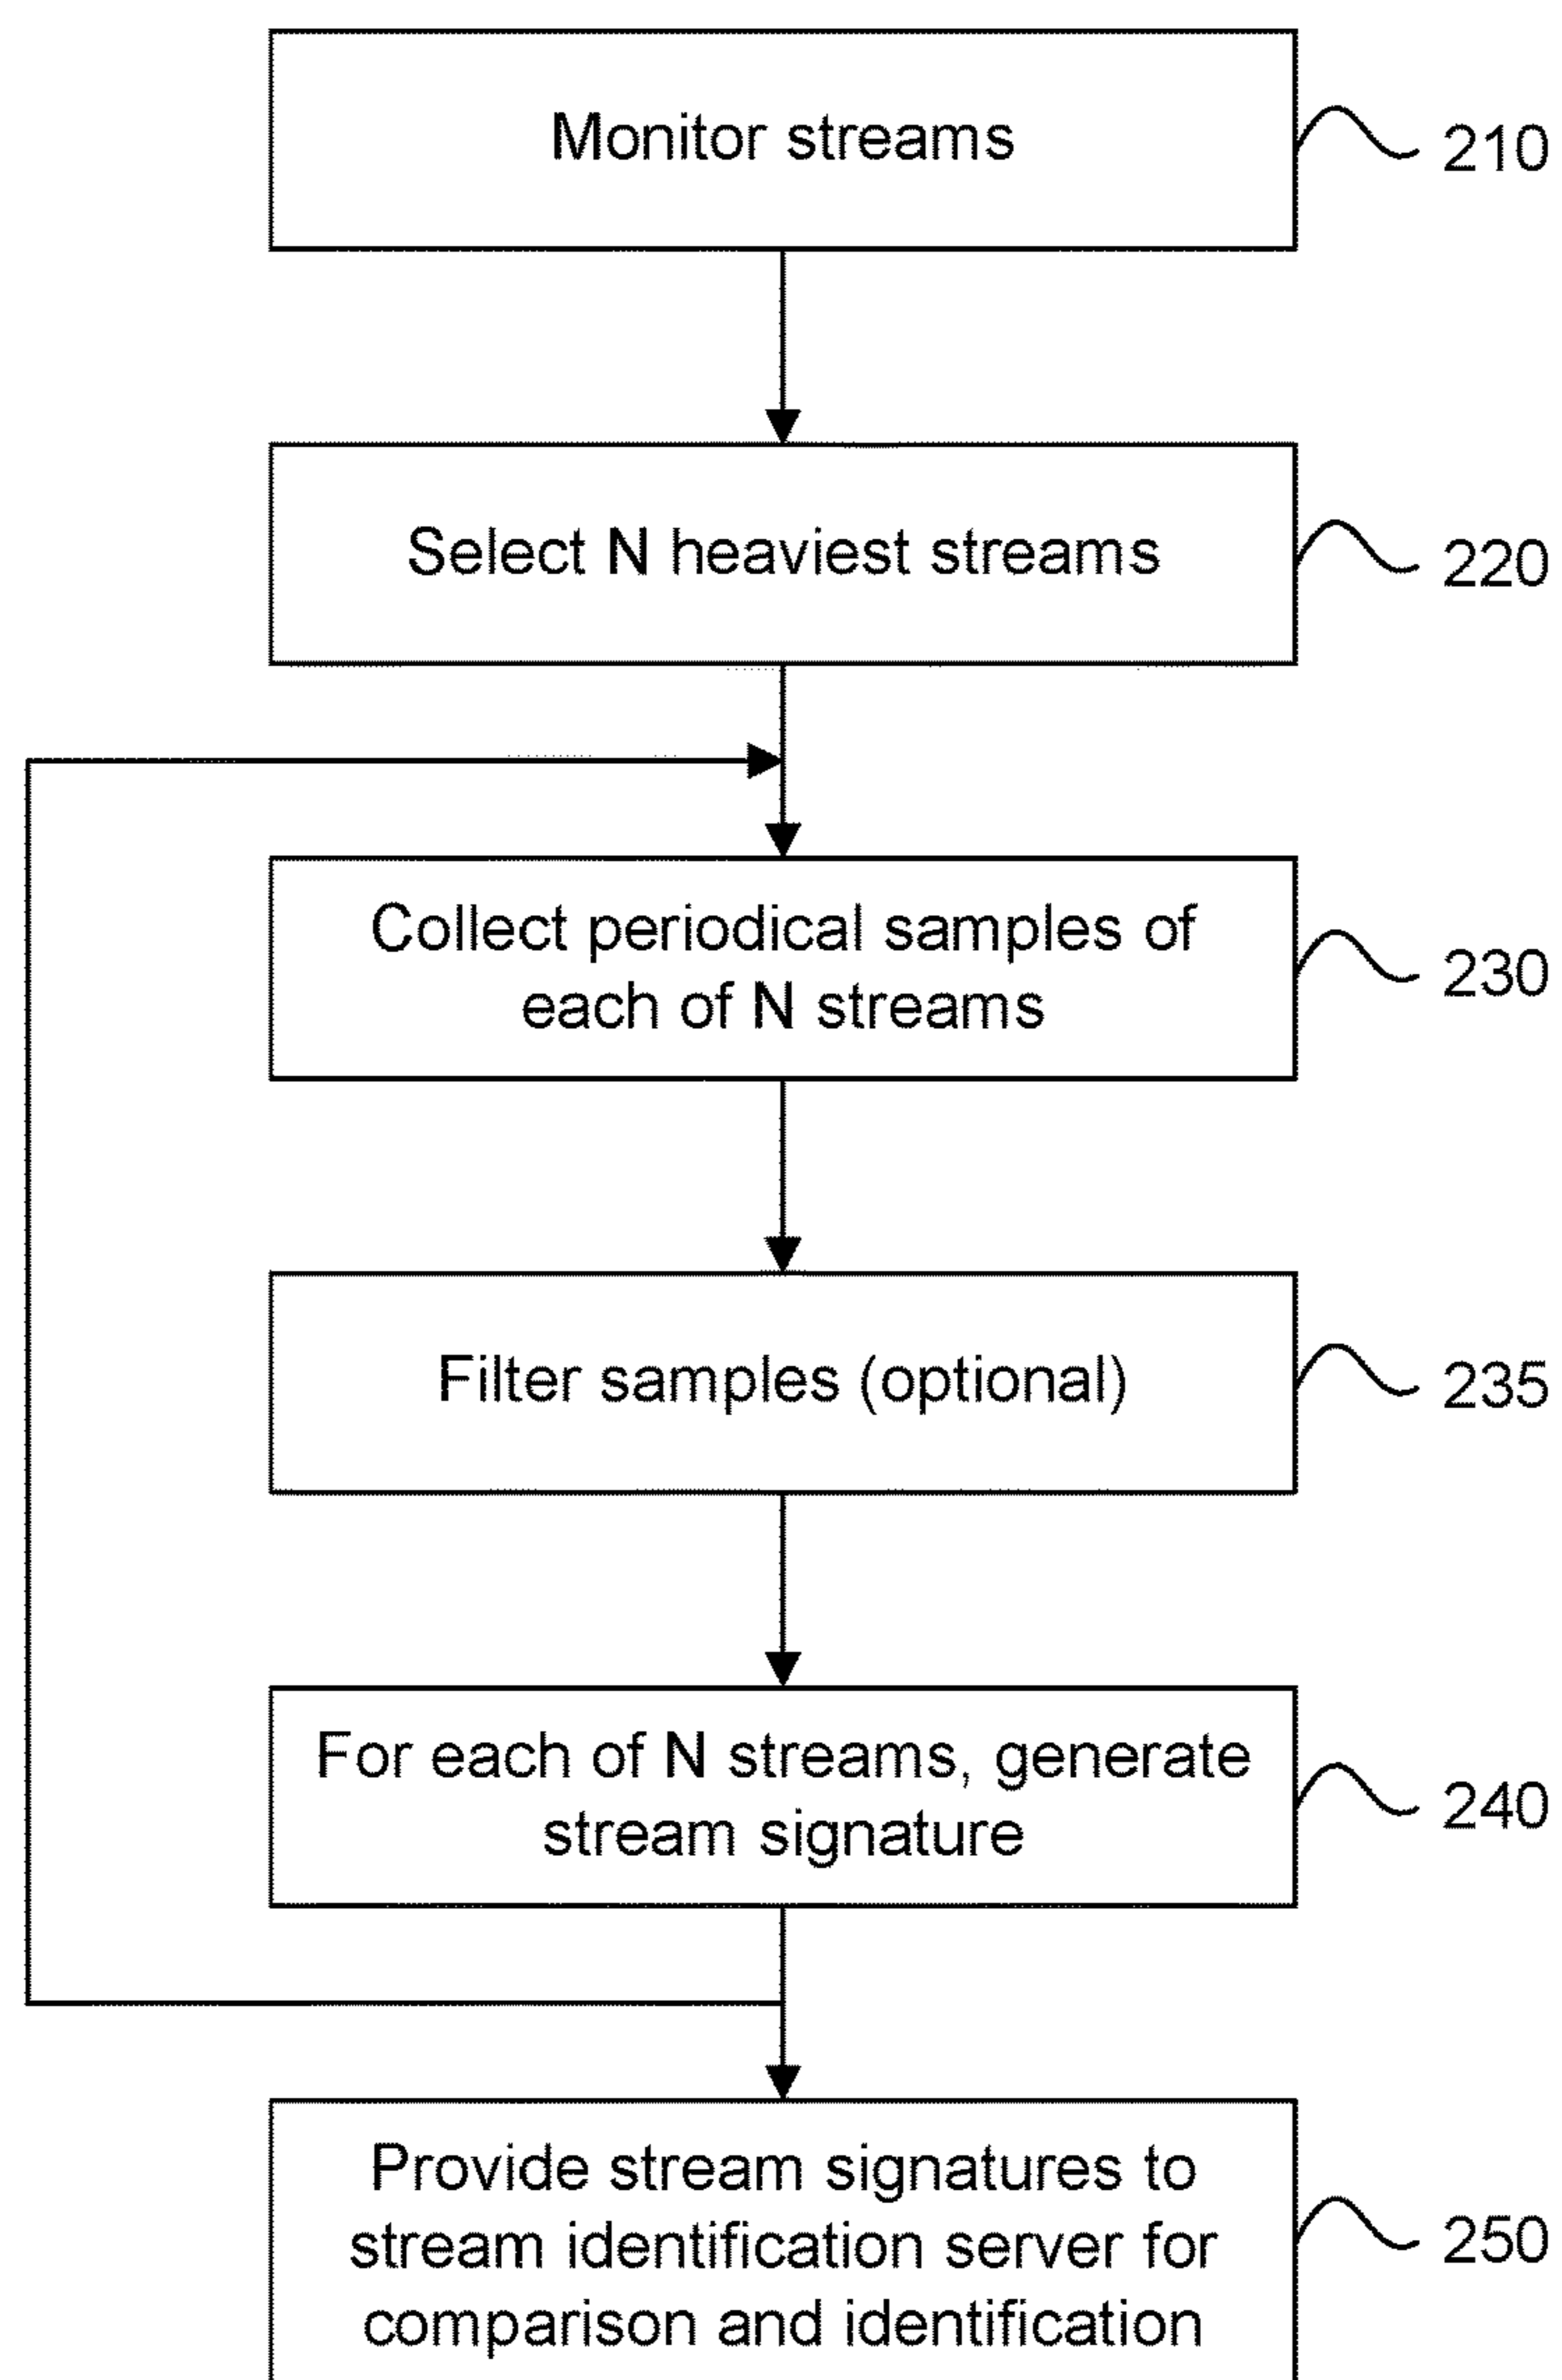 Monitor streams
210
Select N heaviest streams
220
Collect periodical samples of
each of N streams
230
Filter samples (optional)
235
For each of N streams, generate
stream signature
240
Provide stream signatures to
stream identification server for
comparison and identification
250